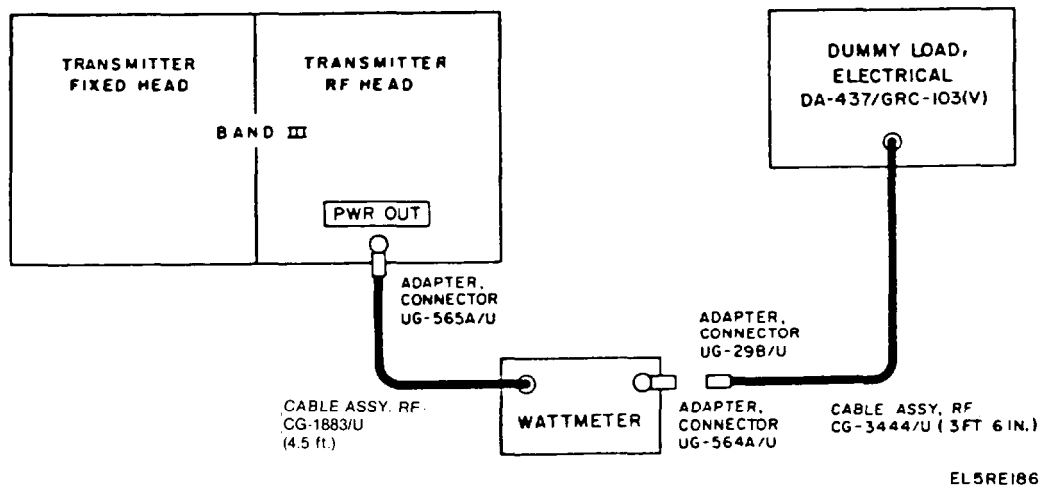 TRANSMITTER
FIXED HEAD
TRANSMITTER
RF HEAD
BAND III
PWR OUT
ADAPTER,
CONNECTOR
UG-565A/U
CABLE ASSY. RF
CG-1883/U
(4.5 ft.)
WATTMETER
DUMMY LOAD,
ELECTRICAL
DA-437/GRC-103(V)
ADAPTER,
CONNECTOR
UG-29B/U
ADAPTER,
CONNECTOR
UG-564A/U
CABLE ASSY, RF
CG-3444/U (3FT 6IN.)
EL5RE186